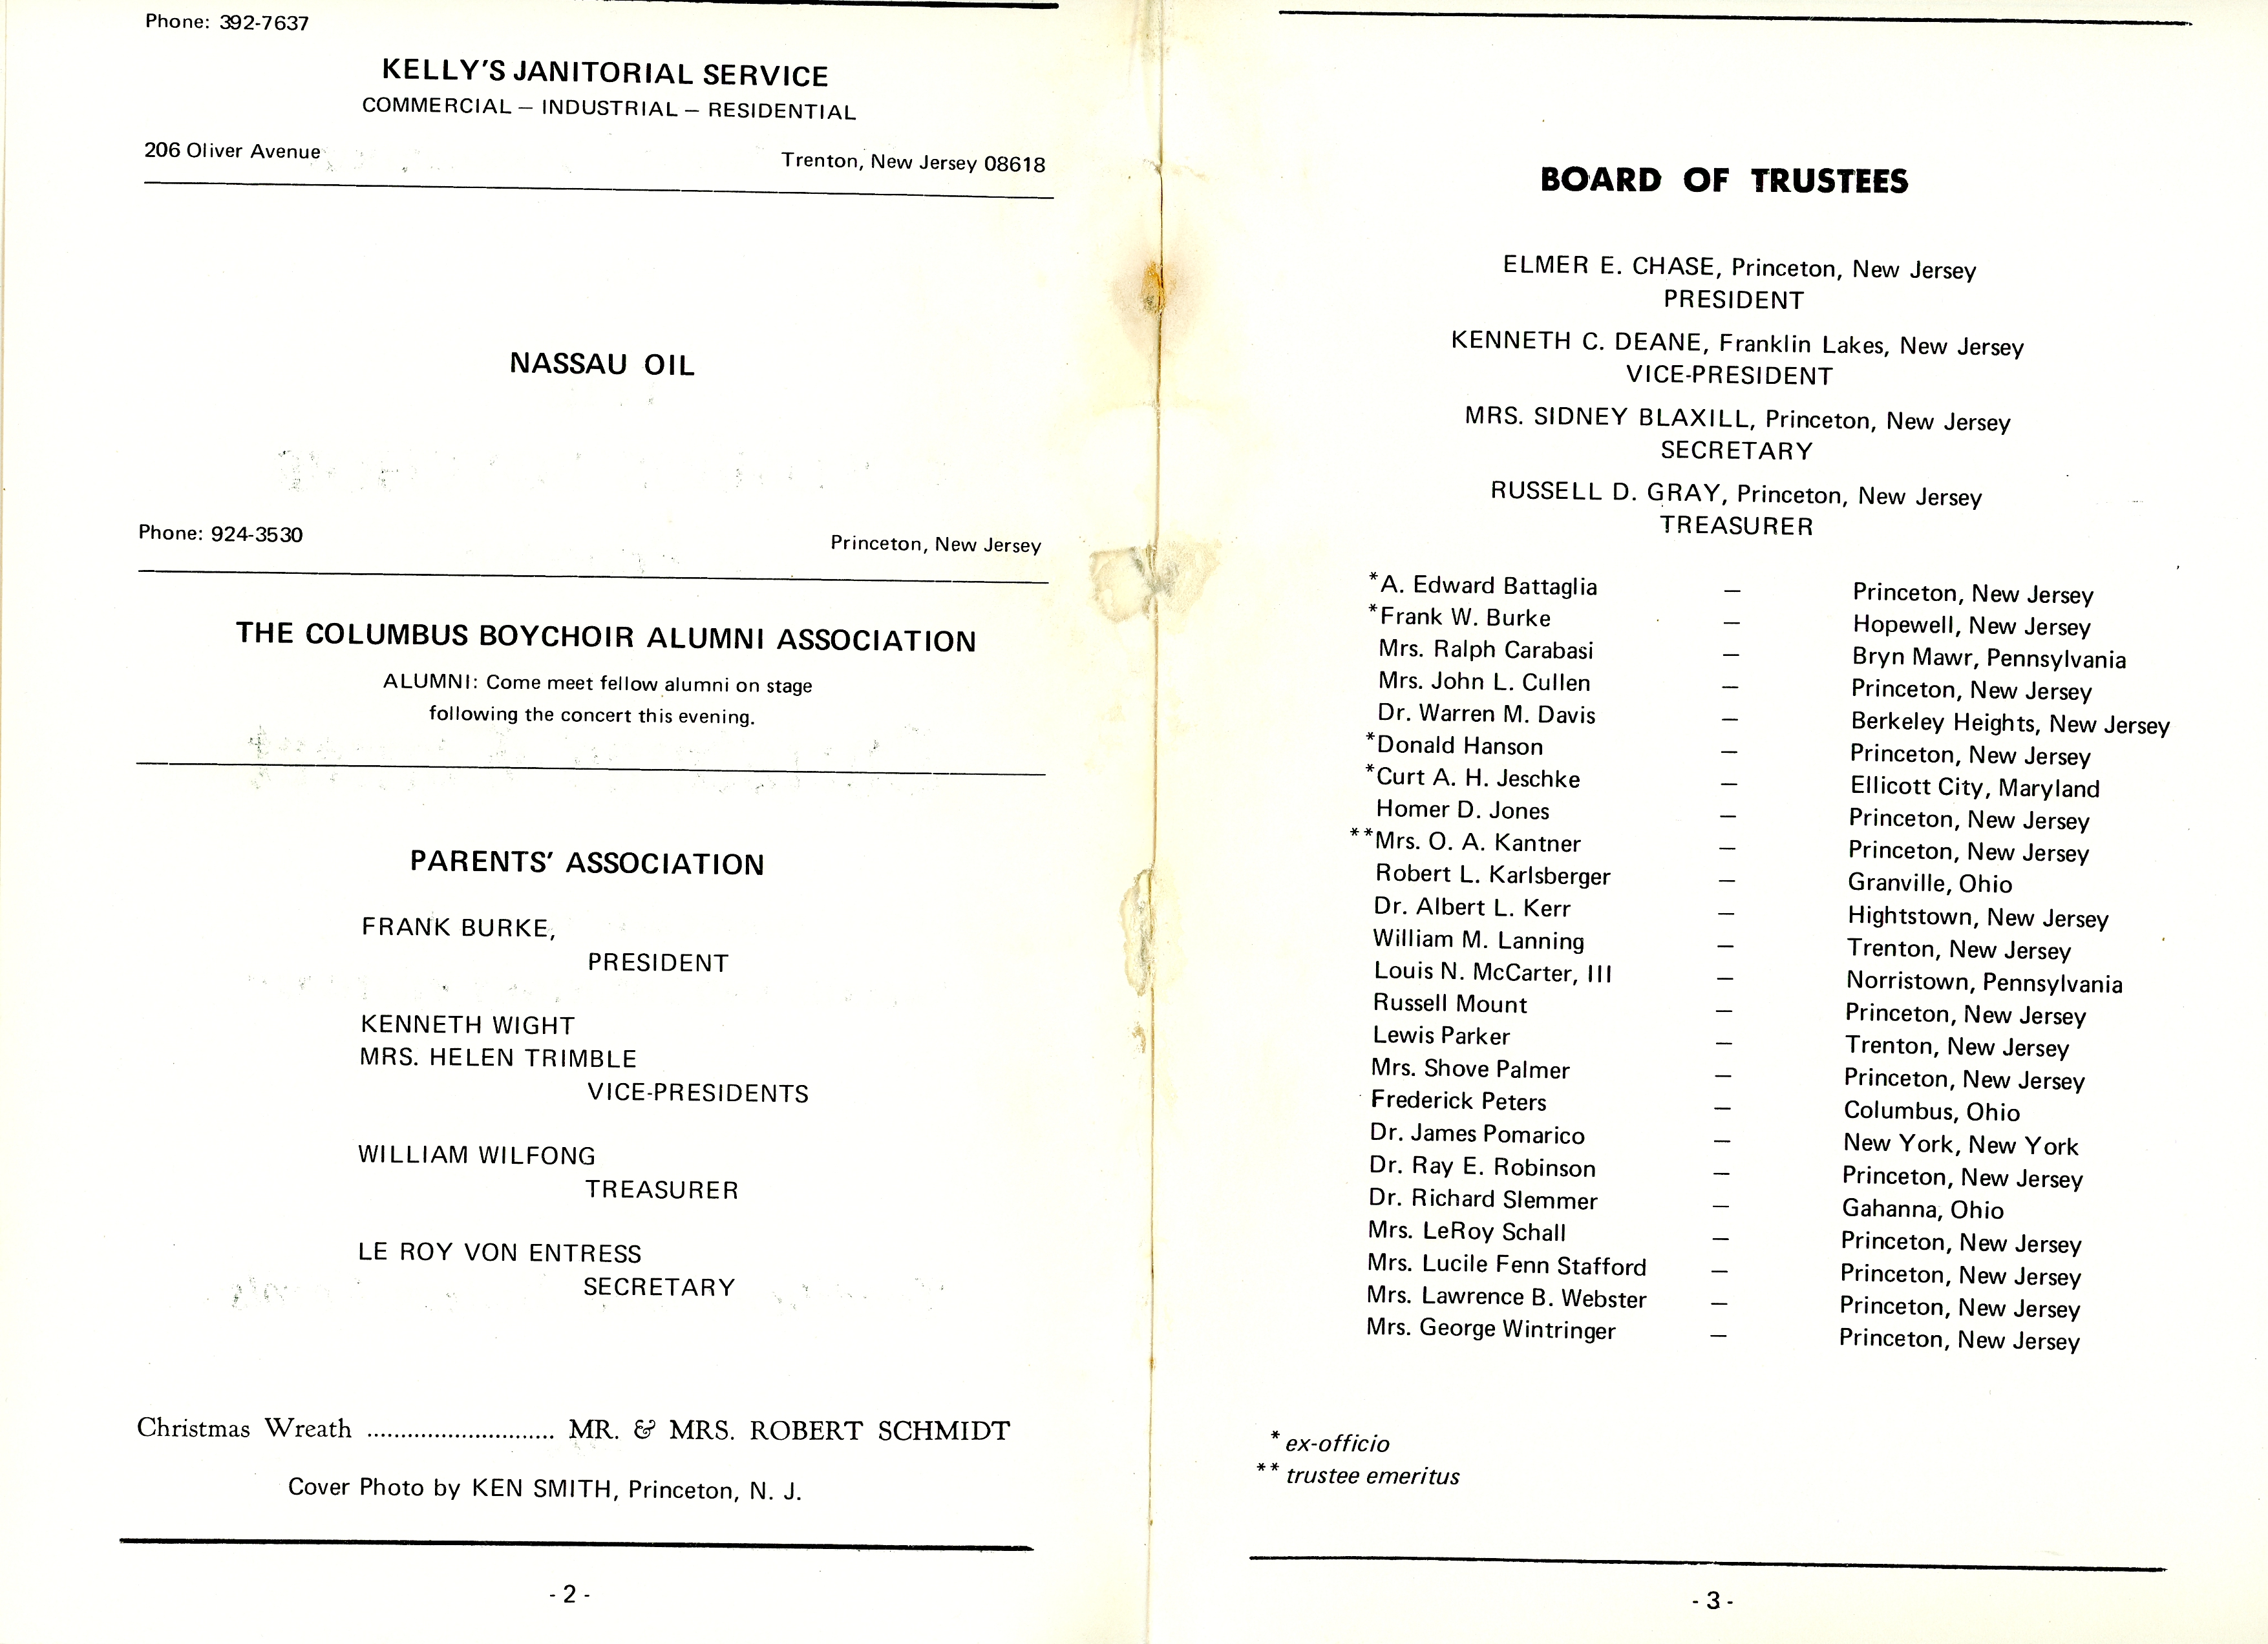 Phone: 392-7637
KELLY'S JANITORIAL SERVICE
COMMERCIAL — INDUSTRIAL — RESIDENTIAL
206 Oliver Avenue Trenton, New Jersey 08618
NASSAU OIL
Phone: 924-3530 Princeton, New Jersey
THE COLUMBUS BOYCHOIR ALUMNI ASSOCIATION
ALUMNI: Come meet fellow alumni on stage
following the concert this evening.
PARENTS' ASSOCIATION
FRANK BURKE,
PRESIDENT
KENNETH WIGHT
MRS. HELEN TRIMBLE
VICE-PRESIDENTS
WILLIAM WILFONG
TREASURER
LE ROY VON ENTRESS
SECRETARY
Christmas Wreath ............................ MR. & MRS. ROBERT SCHMIDT
Cover Photo by KEN SMITH, Princeton, N. J.
- 2 -
BOARD OF TRUSTEES
ELMER E. CHASE, Princeton, New Jersey
PRESIDENT
KENNETH C. DEANE, Franklin Lakes, New Jersey
VICE-PRESIDENT
MRS. SIDNEY BLAXILL, Princeton, New Jersey
SECRETARY
RUSSELL D. GRAY, Princeton, New Jersey
TREASURER
*A. Edward Battaglia — Princeton, New Jersey
*Frank W. Burke — Hopewell, New Jersey
Mrs. Ralph Carabasi — Bryn Mawr, Pennsylvania
Mrs. John L. Cullen — Princeton, New Jersey
Dr. Warren M. Davis — Berkeley Heights, New Jersey
*Donald Hanson — Princeton, New Jersey
*Curt A. H. Jeschke — Ellicott City, Maryland
Homer D. Jones — Princeton, New Jersey
**Mrs. O. A. Kantner — Princeton, New Jersey
Robert L. Karlsberger — Granville, Ohio
Dr. Albert L. Kerr — Hightstown, New Jersey
William M. Lanning — Trenton, New Jersey
Louis N. McCarter, III — Norristown, Pennsylvania
Russell Mount — Princeton, New Jersey
Lewis Parker — Trenton, New Jersey
Mrs. Shove Palmer — Princeton, New Jersey
Frederick Peters — Columbus, Ohio
Dr. James Pomarico — New York, New York
Dr. Ray E. Robinson — Princeton, New Jersey
Dr. Richard Slemmer — Gahanna, Ohio
Mrs. LeRoy Schall — Princeton, New Jersey
Mrs. Lucile Fenn Stafford — Princeton, New Jersey
Mrs. Lawrence B. Webster — Princeton, New Jersey
Mrs. George Wintringer — Princeton, New Jersey
* ex-officio
** trustee emeritus
- 3 -